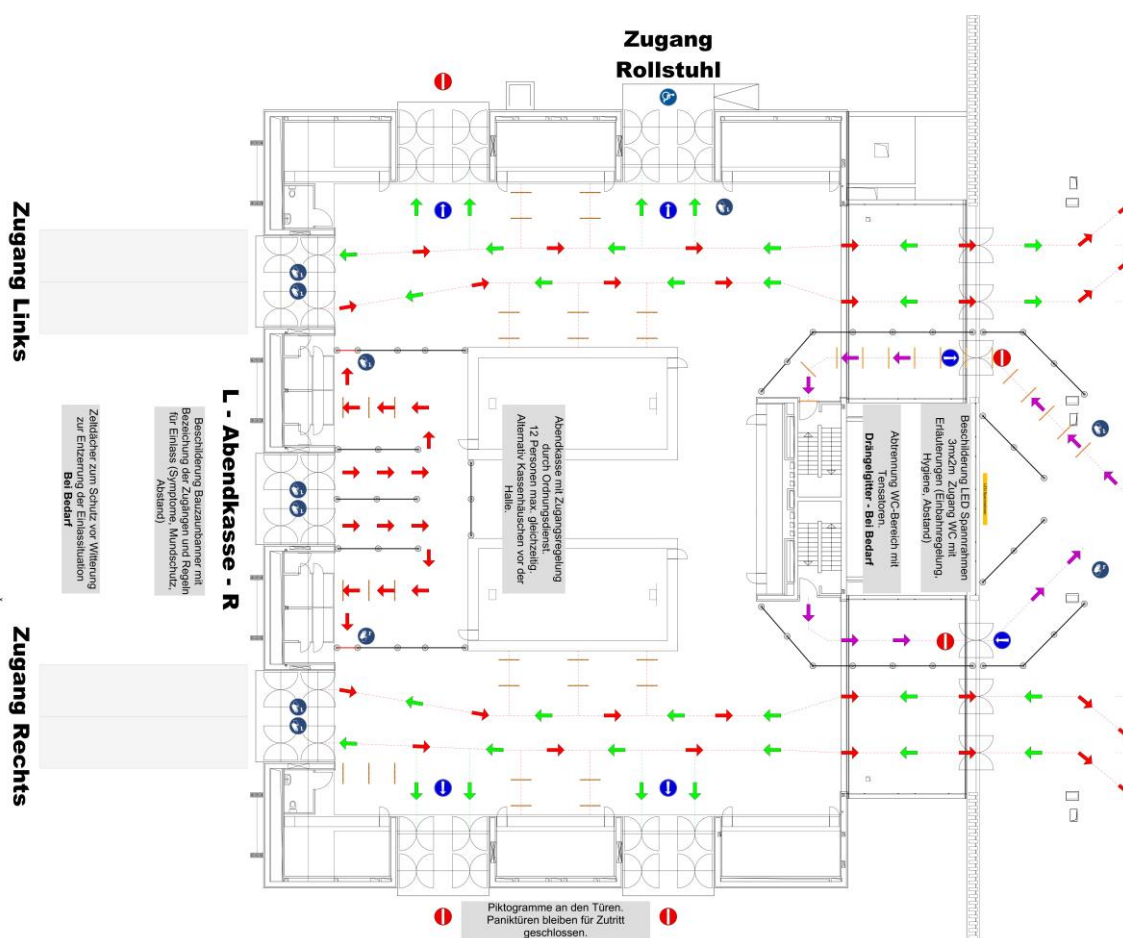 Zugang
Rollstuhl
Zugang Links
L - Abendkasse - R
Zugang Rechts
Zeltdächer zum Schutz vor Witterung
zur Entzerrung der Einlassituation
Bei Bedarf
Beschilderung Bauzaunbanner mit
Bezeichung der Zugängen und Regeln
für Einlass (Symptome, Mundschutz,
Abstand)
Abendkasse mit Zugangsregelung
durch Ordnungsdienst.
12 Personen max. gleichzeitig.
Alternativ Kassenhäuschen vor der
Halle.
Abtrennung WC-Bereich mit
Tensatoren.
Drängelgitter - Bei Bedarf
Beschilderung LED Spannrahmen
3mx2m Zugang WC mit
Erläuterungen (Einbahnregelung,
Hygiene, Abstand)
Piktogramme an den Türen.
Paniktüren bleiben für Zutritt
geschlossen.